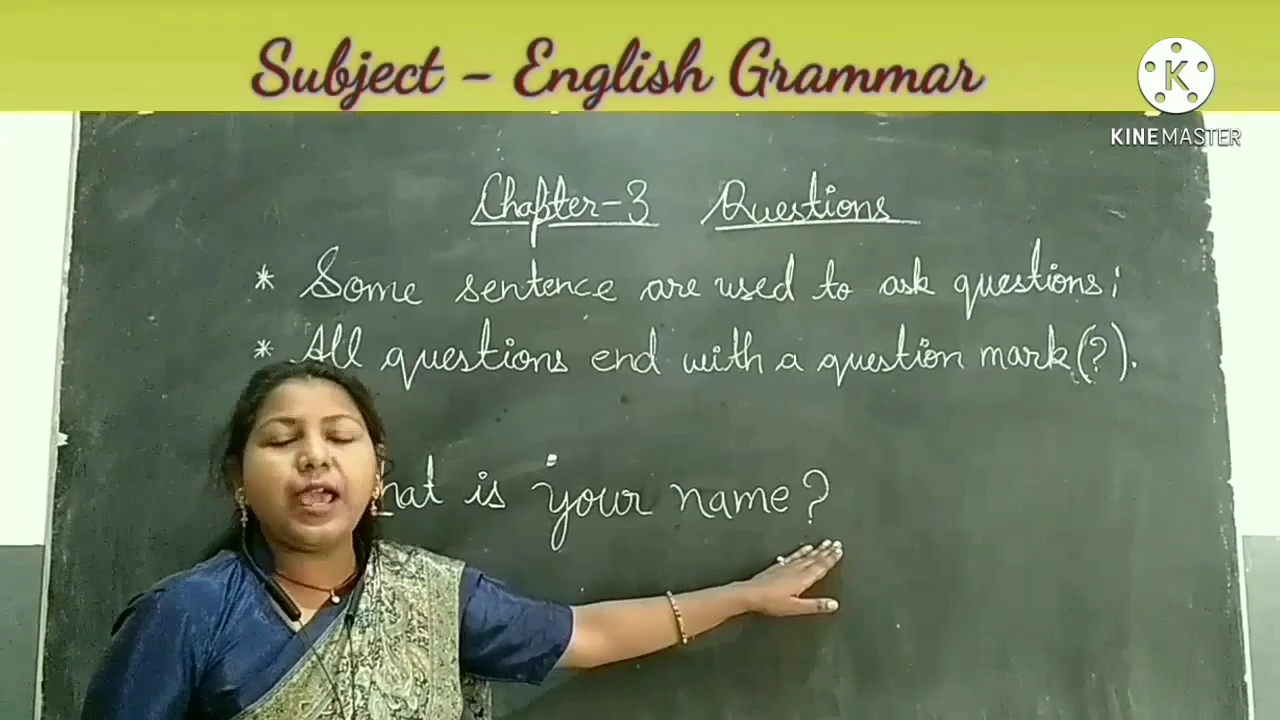 Subject - English Grammar
KINEMASTER
Chapter-3 Questions
* Some sentence are used to ask questions;
* All questions end with a question mark(?).
hat is your name?